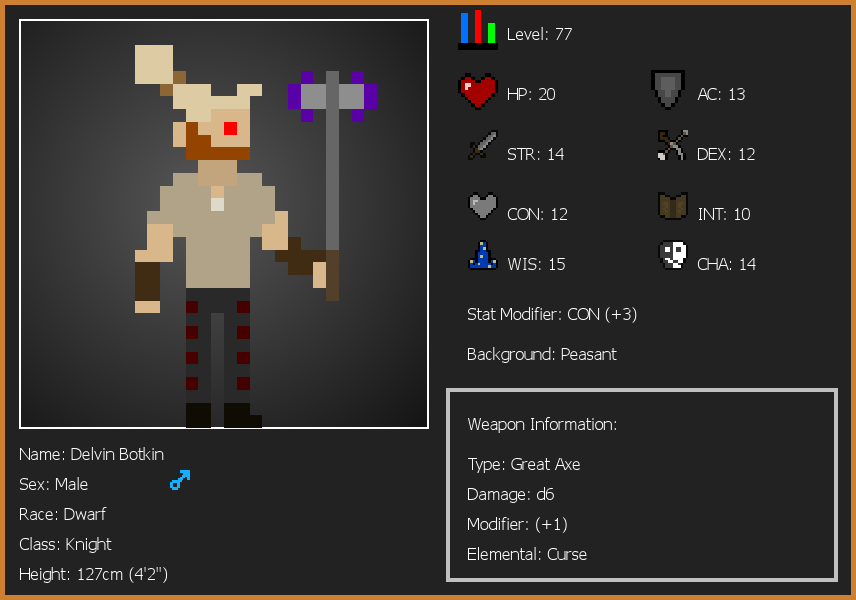 Level: 77
HP: 20
AC: 13
STR: 14
DEX: 12
CON: 12
INT: 10
WIS: 15
CHA: 14
Stat Modifier: CON (+3)
Background: Peasant
Weapon Information:
Type: Great Axe
Damage: d6
Modifier: (+1)
Elemental: Curse
Name: Delvin Botkin
Sex: Male
Race: Dwarf
Class: Knight
Height: 127cm (4'2")